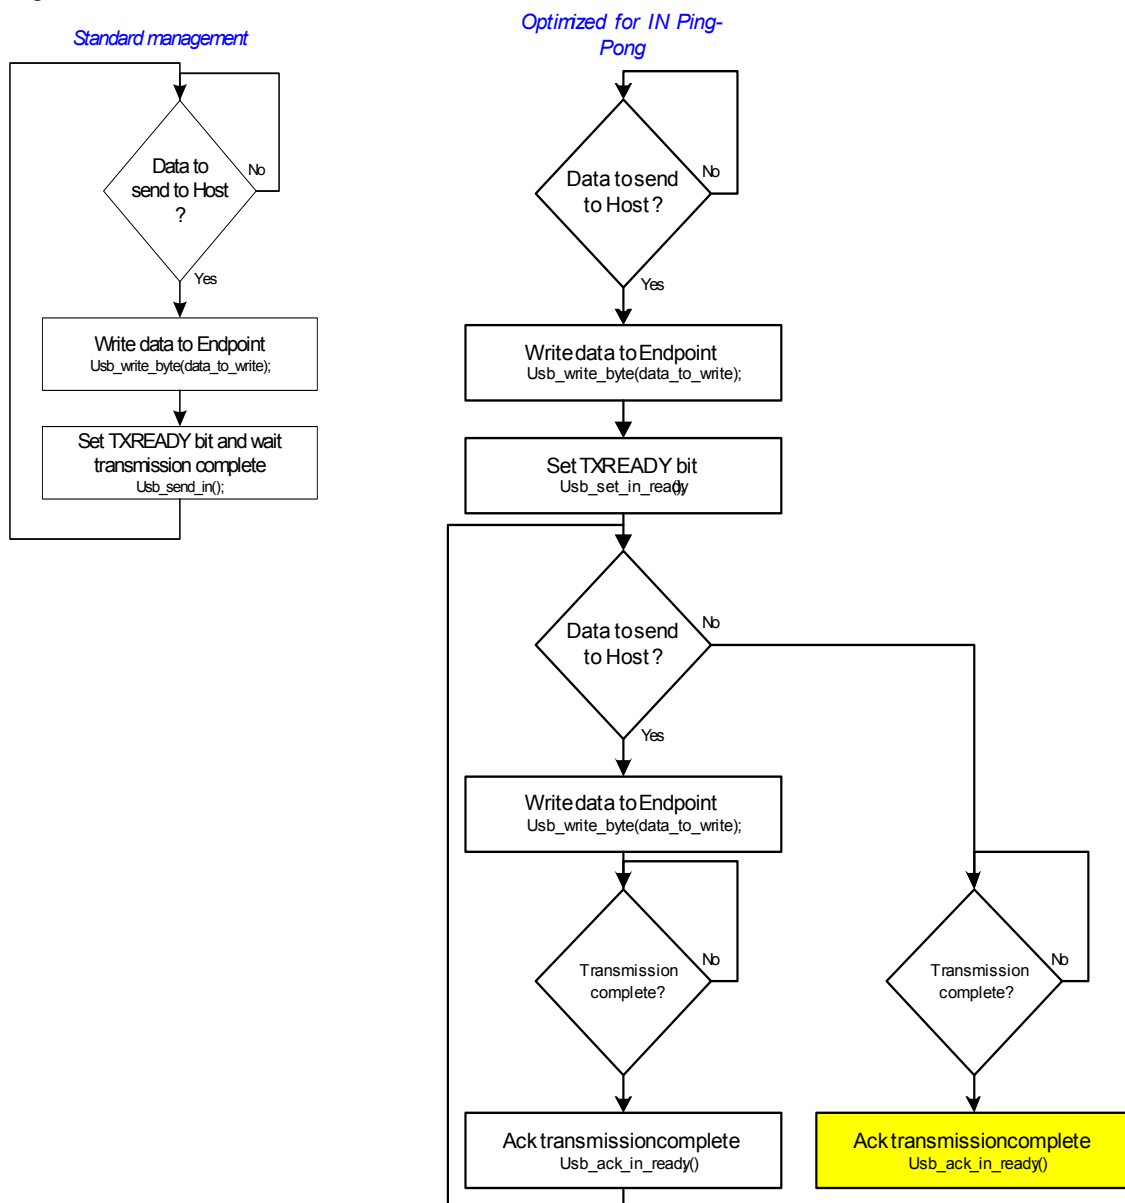 Standard management
Data to
send to Host
?
No
Yes
Write data to Endpoint
Usb_write_byte(data_to_write);
Set TXREADY bit and wait
transmission complete
Usb_send_in();
Optimized for IN Ping-
Pong
Data to send
to Host ?
No
Yes
Write data to Endpoint
Usb_write_byte(data_to_write);
Set TXREADY bit
Usb_set_in_ready();
Data to send
to Host ?
No
Yes
Write data to Endpoint
Usb_write_byte(data_to_write);
Transmission
complete?
No
Ack transmission complete
Usb_ack_in_ready()
Transmission
complete?
No
Ack transmission complete
Usb_ack_in_ready()